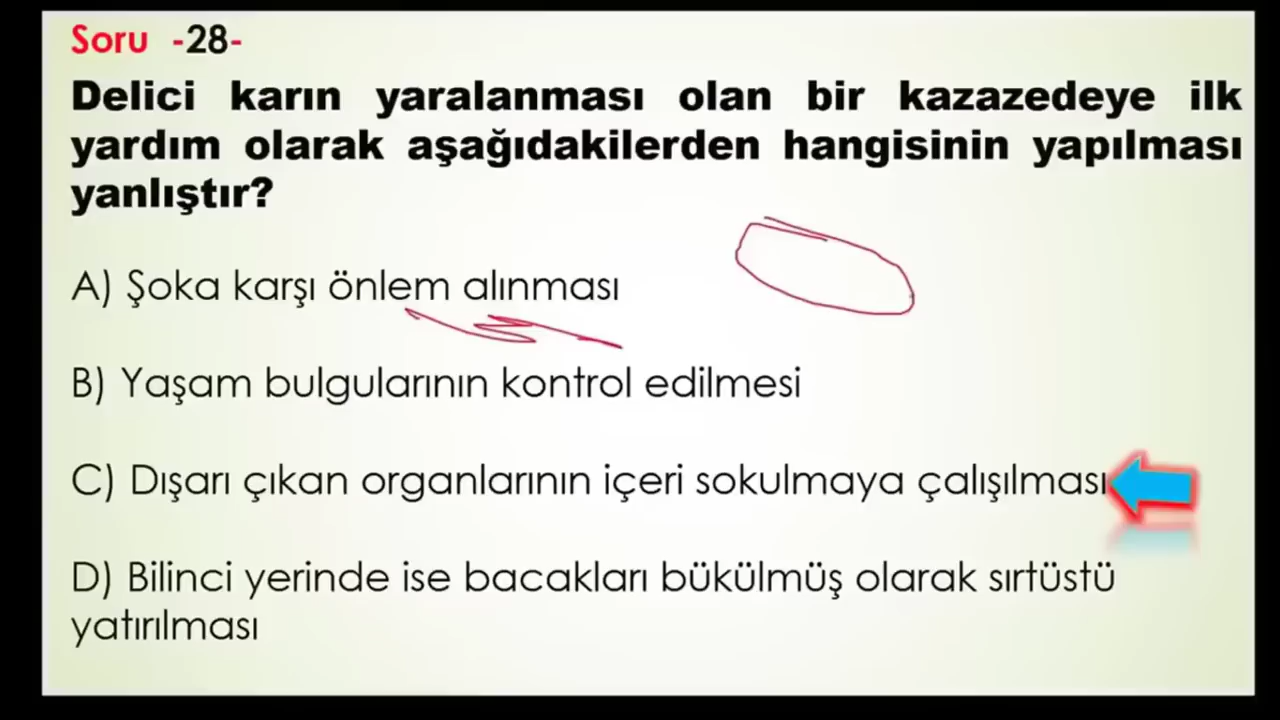 Soru -28-
Delici karın yaralanması olan bir kazazedeye ilk
yardım olarak aşağıdakilerden hangisinin yapılması
yanlıştır?
A) Şoka karşı önlem alınması
B) Yaşam bulgularının kontrol edilmesi
C) Dışarı çıkan organlarının içeri sokulmaya çalışılması
D) Bilinci yerinde ise bacakları bükülmüş olarak sırtüstü
yatırılması